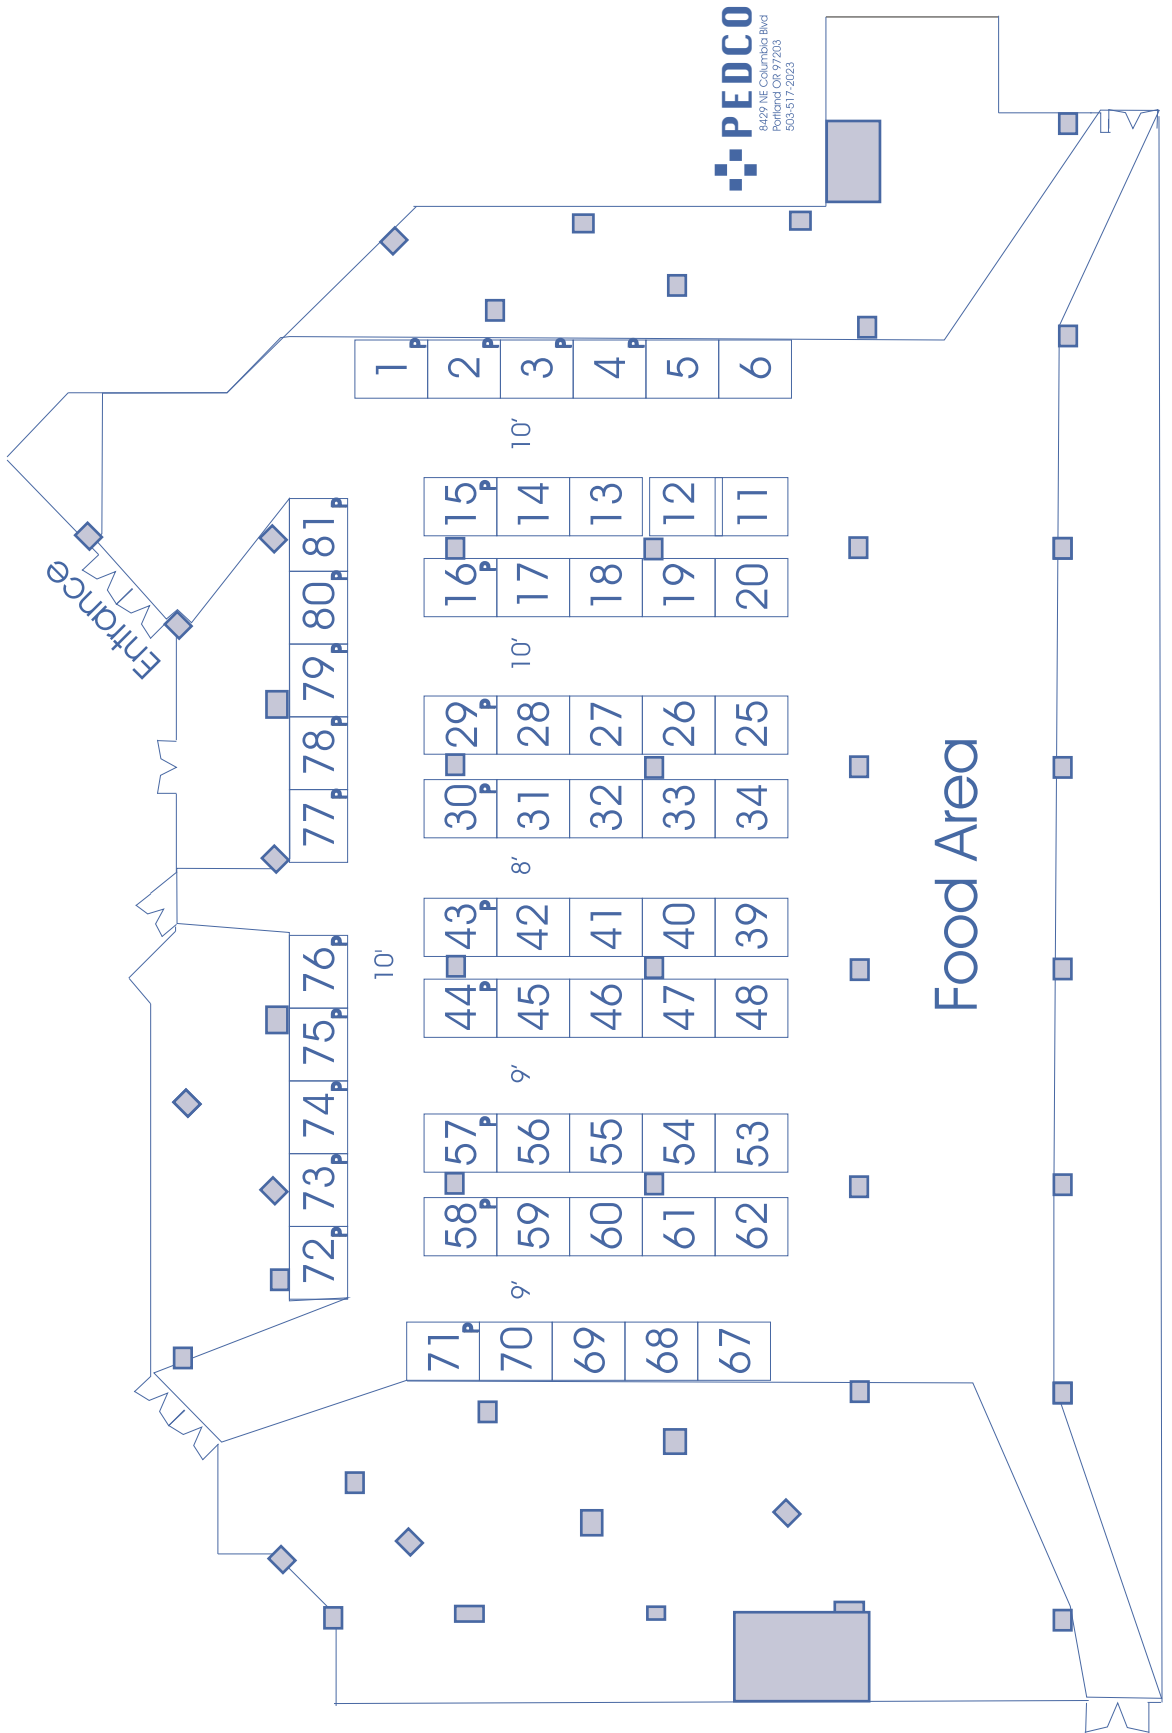 Entrance
72 P 73 P 74 P 75 P 76 P 77 P 78 P 79 P 80 P 81 P
10' 1 P
71 P 58 P 57 P 44 P 43 P 30 P 29 P 16 P 15 P 2 P
9' 9' 8' 10' 10'
70 59 56 45 42 31 28 17 14 3 P
69 60 55 46 41 32 27 18 13 4 P
68 61 54 47 40 33 26 19 12 5
67 62 53 48 39 34 25 20 11 6
PEDCO
8429 NE Columbia Blvd
Portland OR 97203
503-517-2023
Food Area